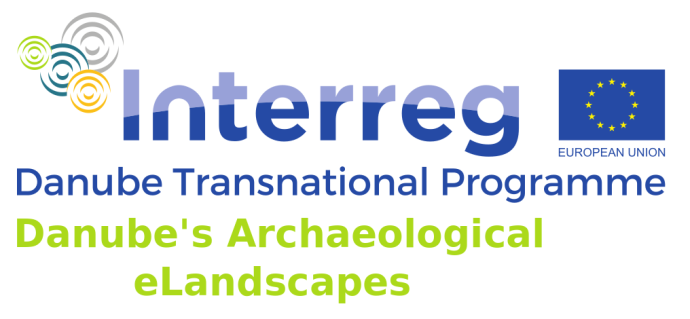 Interreg
EUROPEAN UNION
Danube Transnational Programme
Danube's Archaeological
eLandscapes